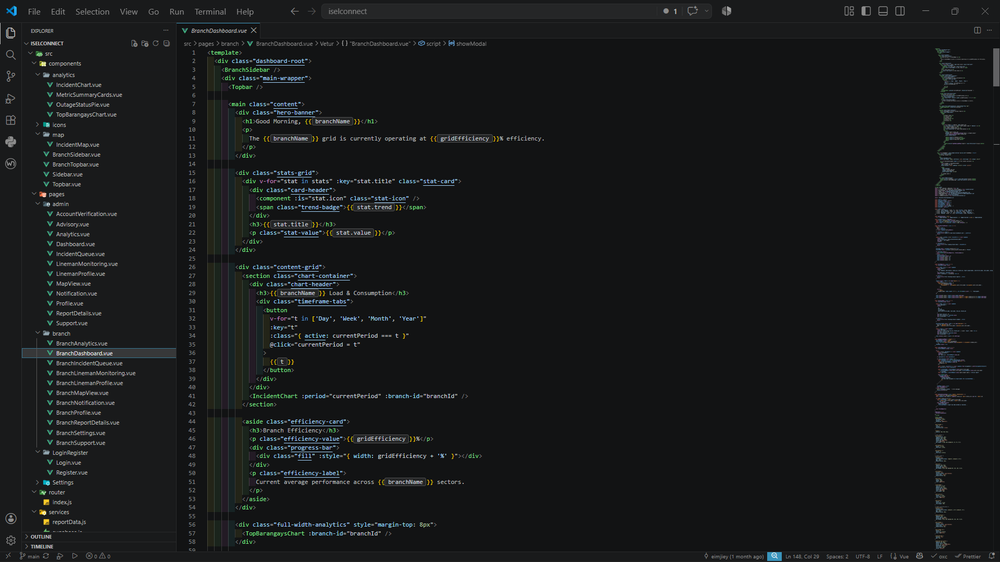 File Edit Selection View Go Run Terminal Help
iselconnect
1
EXPLORER
ISELCONNECT
src
components
analytics
IncidentChart.vue
MetricSummaryCards.vue
OutageStatusPie.vue
TopBarangaysChart.vue
icons
map
IncidentMap.vue
BranchSidebar.vue
BranchTopbar.vue
Sidebar.vue
Topbar.vue
pages
admin
AccountVerification.vue
Advisory.vue
Analytics.vue
Dashboard.vue
IncidentQueue.vue
LinemanMonitoring.vue
LinemanProfile.vue
MapView.vue
Notification.vue
Profile.vue
ReportDetails.vue
Support.vue
branch
BranchAnalytics.vue
BranchDashboard.vue
BranchIncidentQueue.vue
BranchLinemanMonitoring.vue
BranchLinemanProfile.vue
BranchMapView.vue
BranchNotification.vue
BranchProfile.vue
BranchReportDetails.vue
BranchSettings.vue
BranchSupport.vue
LoginRegister
Login.vue
Register.vue
Settings
router
index.js
services
reportData.js
OUTLINE
TIMELINE
BranchDashboard.vue
src > pages > branch > BranchDashboard.vue > Vetur > {} "BranchDashboard.vue" > script > showModal
1 <template>
2 <div class="dashboard-root">
3 <BranchSidebar />
4 <div class="main-wrapper">
5 <Topbar />
6
7 <main class="content">
8 <div class="hero-banner">
9 <h1>Good Morning, {{ branchName }}</h1>
10 <p>
11 The {{ branchName }} grid is currently operating at {{ gridEfficiency }}% efficiency.
12 </p>
13 </div>
14
15 <div class="stats-grid">
16 <div v-for="stat in stats" :key="stat.title" class="stat-card">
17 <div class="card-header">
18 <component :is="stat.icon" class="stat-icon" />
19 <span class="trend-badge">{{ stat.trend }}</span>
20 </div>
21 <h3>{{ stat.title }}</h3>
22 <p class="stat-value">{{ stat.value }}</p>
23 </div>
24 </div>
25
26 <div class="content-grid">
27 <section class="chart-container">
28 <div class="chart-header">
29 <h3>{{ branchName }} Load & Consumption</h3>
30 <div class="timeframe-tabs">
31 <button
32 v-for="t in ['Day', 'Week', 'Month', 'Year']"
33 :key="t"
34 :class="{ active: currentPeriod === t }"
35 @click="currentPeriod = t"
36 >
37 {{ t }}
38 </button>
39 </div>
40 </div>
41 <IncidentChart :period="currentPeriod" :branch-id="branchId" />
42 </section>
43
44 <aside class="efficiency-card">
45 <h3>Branch Efficiency</h3>
46 <p class="efficiency-value">{{ gridEfficiency }}%</p>
47 <div class="progress-bar">
48 <div class="fill" :style="{ width: gridEfficiency + '%' }"></div>
49 </div>
50 <p class="efficiency-label">
51 Current average performance across {{ branchName }} sectors.
52 </p>
53 </aside>
54 </div>
55
56 <div class="full-width-analytics" style="margin-top: 8px">
57 <TopBarangaysChart :branch-id="branchId" />
58 </div>
59
main 0 0 eimjiey (1 month ago) Ln 148, Col 29 Spaces: 2 UTF-8 LF {} Vue oxc Prettier